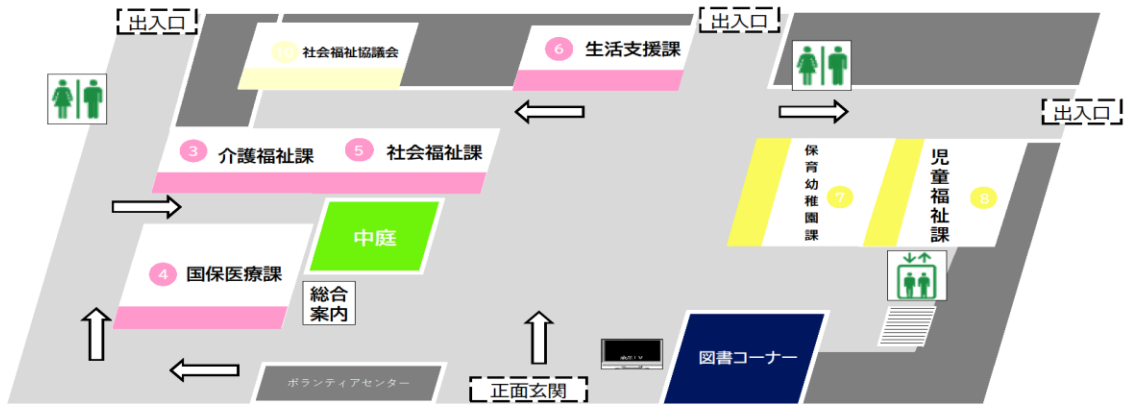 出入口
出入口
社会福祉協議会
6 生活支援課
出入口
3 介護福祉課
5 社会福祉課
保育幼稚園課
7
児童福祉課
8
中庭
4 国保医療課
総合
案内
図書コーナー
ボランティアセンター
正面玄関